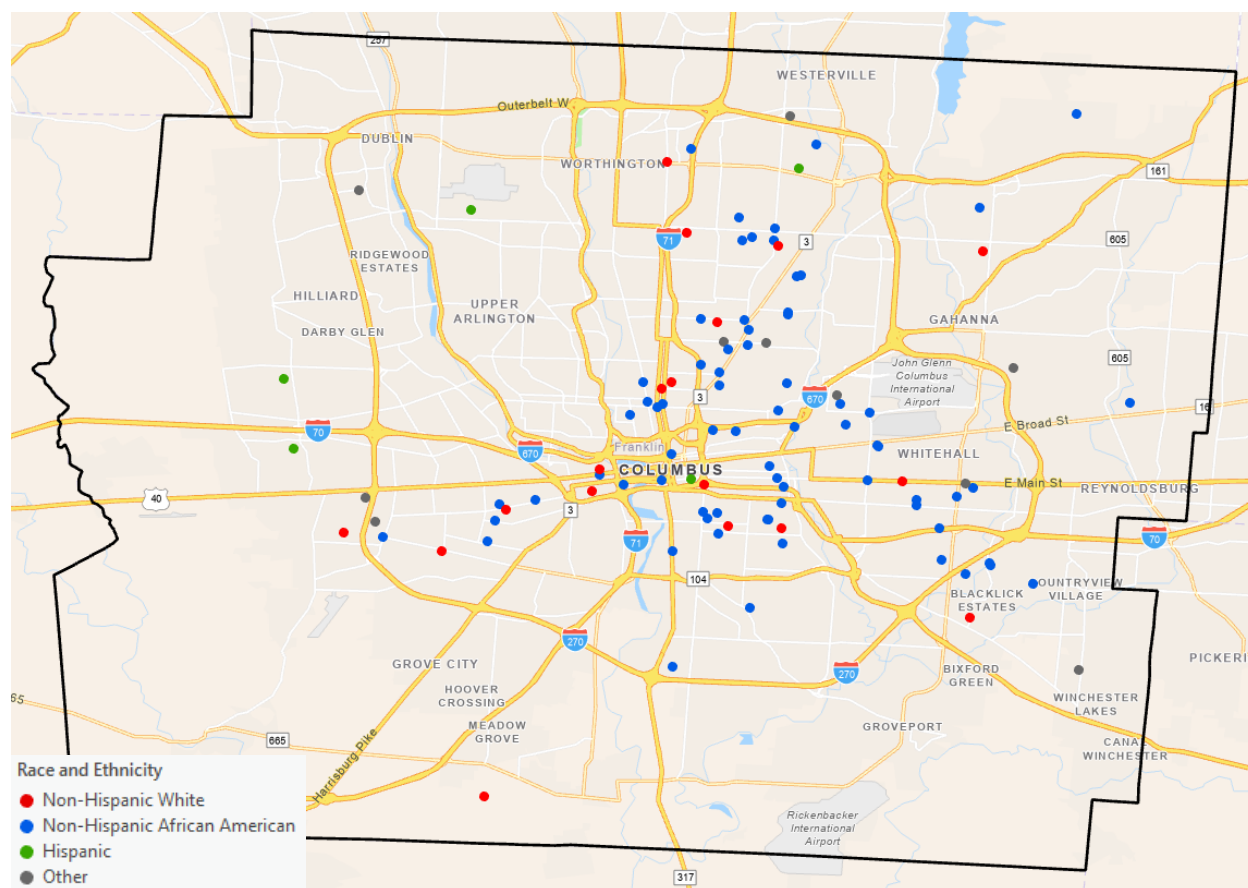 257
WESTERVILLE
Outerbelt W
DUBLIN
WORTHINGTON
161
71
3
605
RIDGEWOOD
ESTATES
HILLIARD
UPPER
ARLINGTON
GAHANNA
DARBY GLEN
605
John Glenn
Columbus
International
Airport
3
670
16
70
E Broad St
Franklin
670
WHITEHALL
COLUMBUS
E Main St
REYNOLDSBURG
40
3
71
70
104
OUNTRYVIEW
VILLAGE
BLACKLICK
ESTATES
270
GROVE CITY
BIXFORD
GREEN
PICKERI
270
HOOVER
CROSSING
65
WINCHESTER
LAKES
MEADOW
GROVE
GROVEPORT
665
CANAL
WINCHESTER
Harrisburg Pike
Rickenbacker
International
Airport
317
Race and Ethnicity
Non-Hispanic White
Non-Hispanic African American
Hispanic
Other